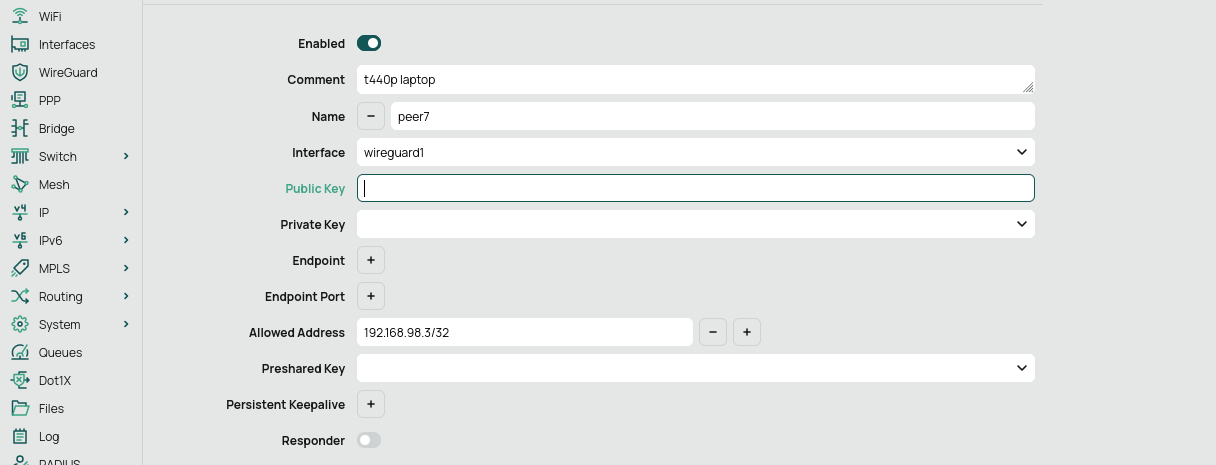 WiFi
Interfaces
WireGuard
PPP
Bridge
Switch
Mesh
IP
IPv6
MPLS
Routing
System
Queues
Dot1X
Files
Log
RADIUS
Enabled
Comment t440p laptop
Name − peer7
Interface wireguard1
Public Key
Private Key
Endpoint +
Endpoint Port +
Allowed Address 192.168.98.3/32 − +
Preshared Key
Persistent Keepalive +
Responder